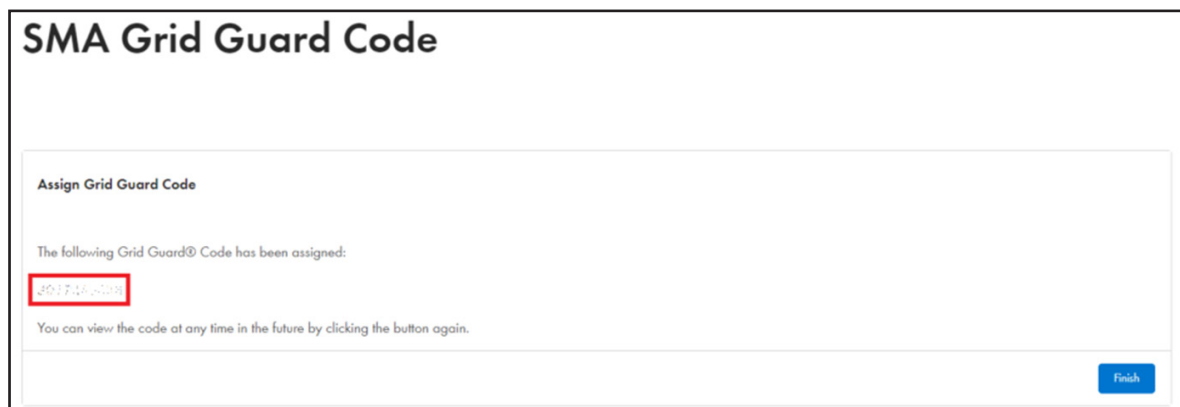 SMA Grid Guard Code
Assign Grid Guard Code
The following Grid Guard® Code has been assigned:
You can view the code at any time in the future by clicking the button again.
Finish